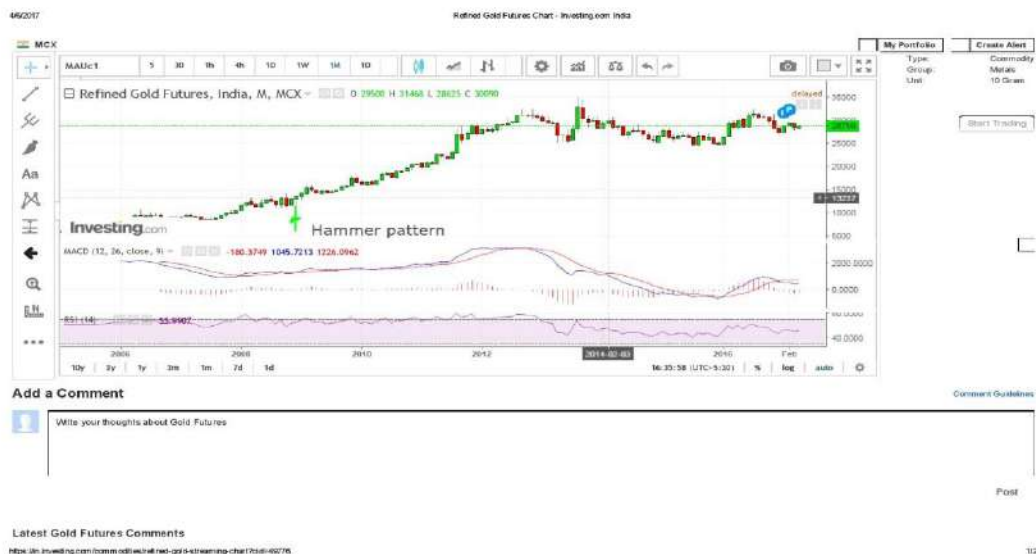 4/6/2017 Refined Gold Futures Chart - Investing.com India
MCX My Portfolio Create Alert
MAUc1 5 30 1h 4h 1D 1W 1M 1D Type: Commodity
Group: Metals
Unit 10 Gram
Refined Gold Futures, India, M, MCX O 29500 H 31468 L 28625 C 30090 delayed
35000
Start Trading
25000
Aa 20000
15000
13237
10000
Investing.com Hammer pattern 5000
MACD (12, 26, close, 9) -180.3749 1045.7213 1226.0962 2000.0000
0.0000
RSI (14) 55.9907 60.0000
40.0000
2006 2008 2010 2012 2014-02-03 2016 Feb
10y 3y 1y 3m 1m 7d 1d 16:35:58 (UTC+5:30) % log auto
Add a Comment Comment Guidelines
Write your thoughts about Gold Futures
Post
Latest Gold Futures Comments